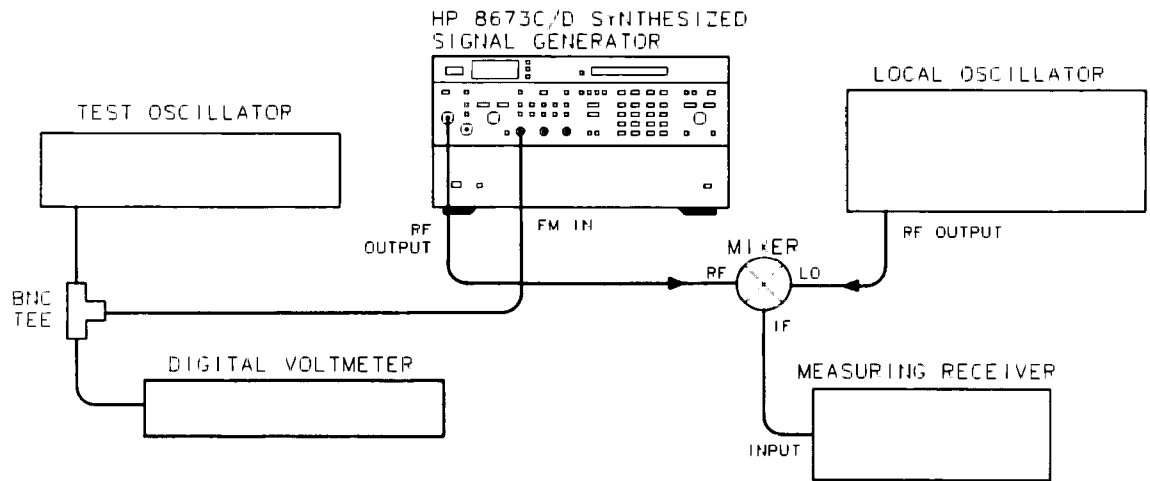 HP 8673C/D SYNTHESIZED
SIGNAL GENERATOR
LOCAL OSCILLATOR
TEST OSCILLATOR
RF
OUTPUT
FM IN
RF OUTPUT
MIXER
RF
LO
BNC
TEE
IF
DIGITAL VOLTMETER
MEASURING RECEIVER
INPUT